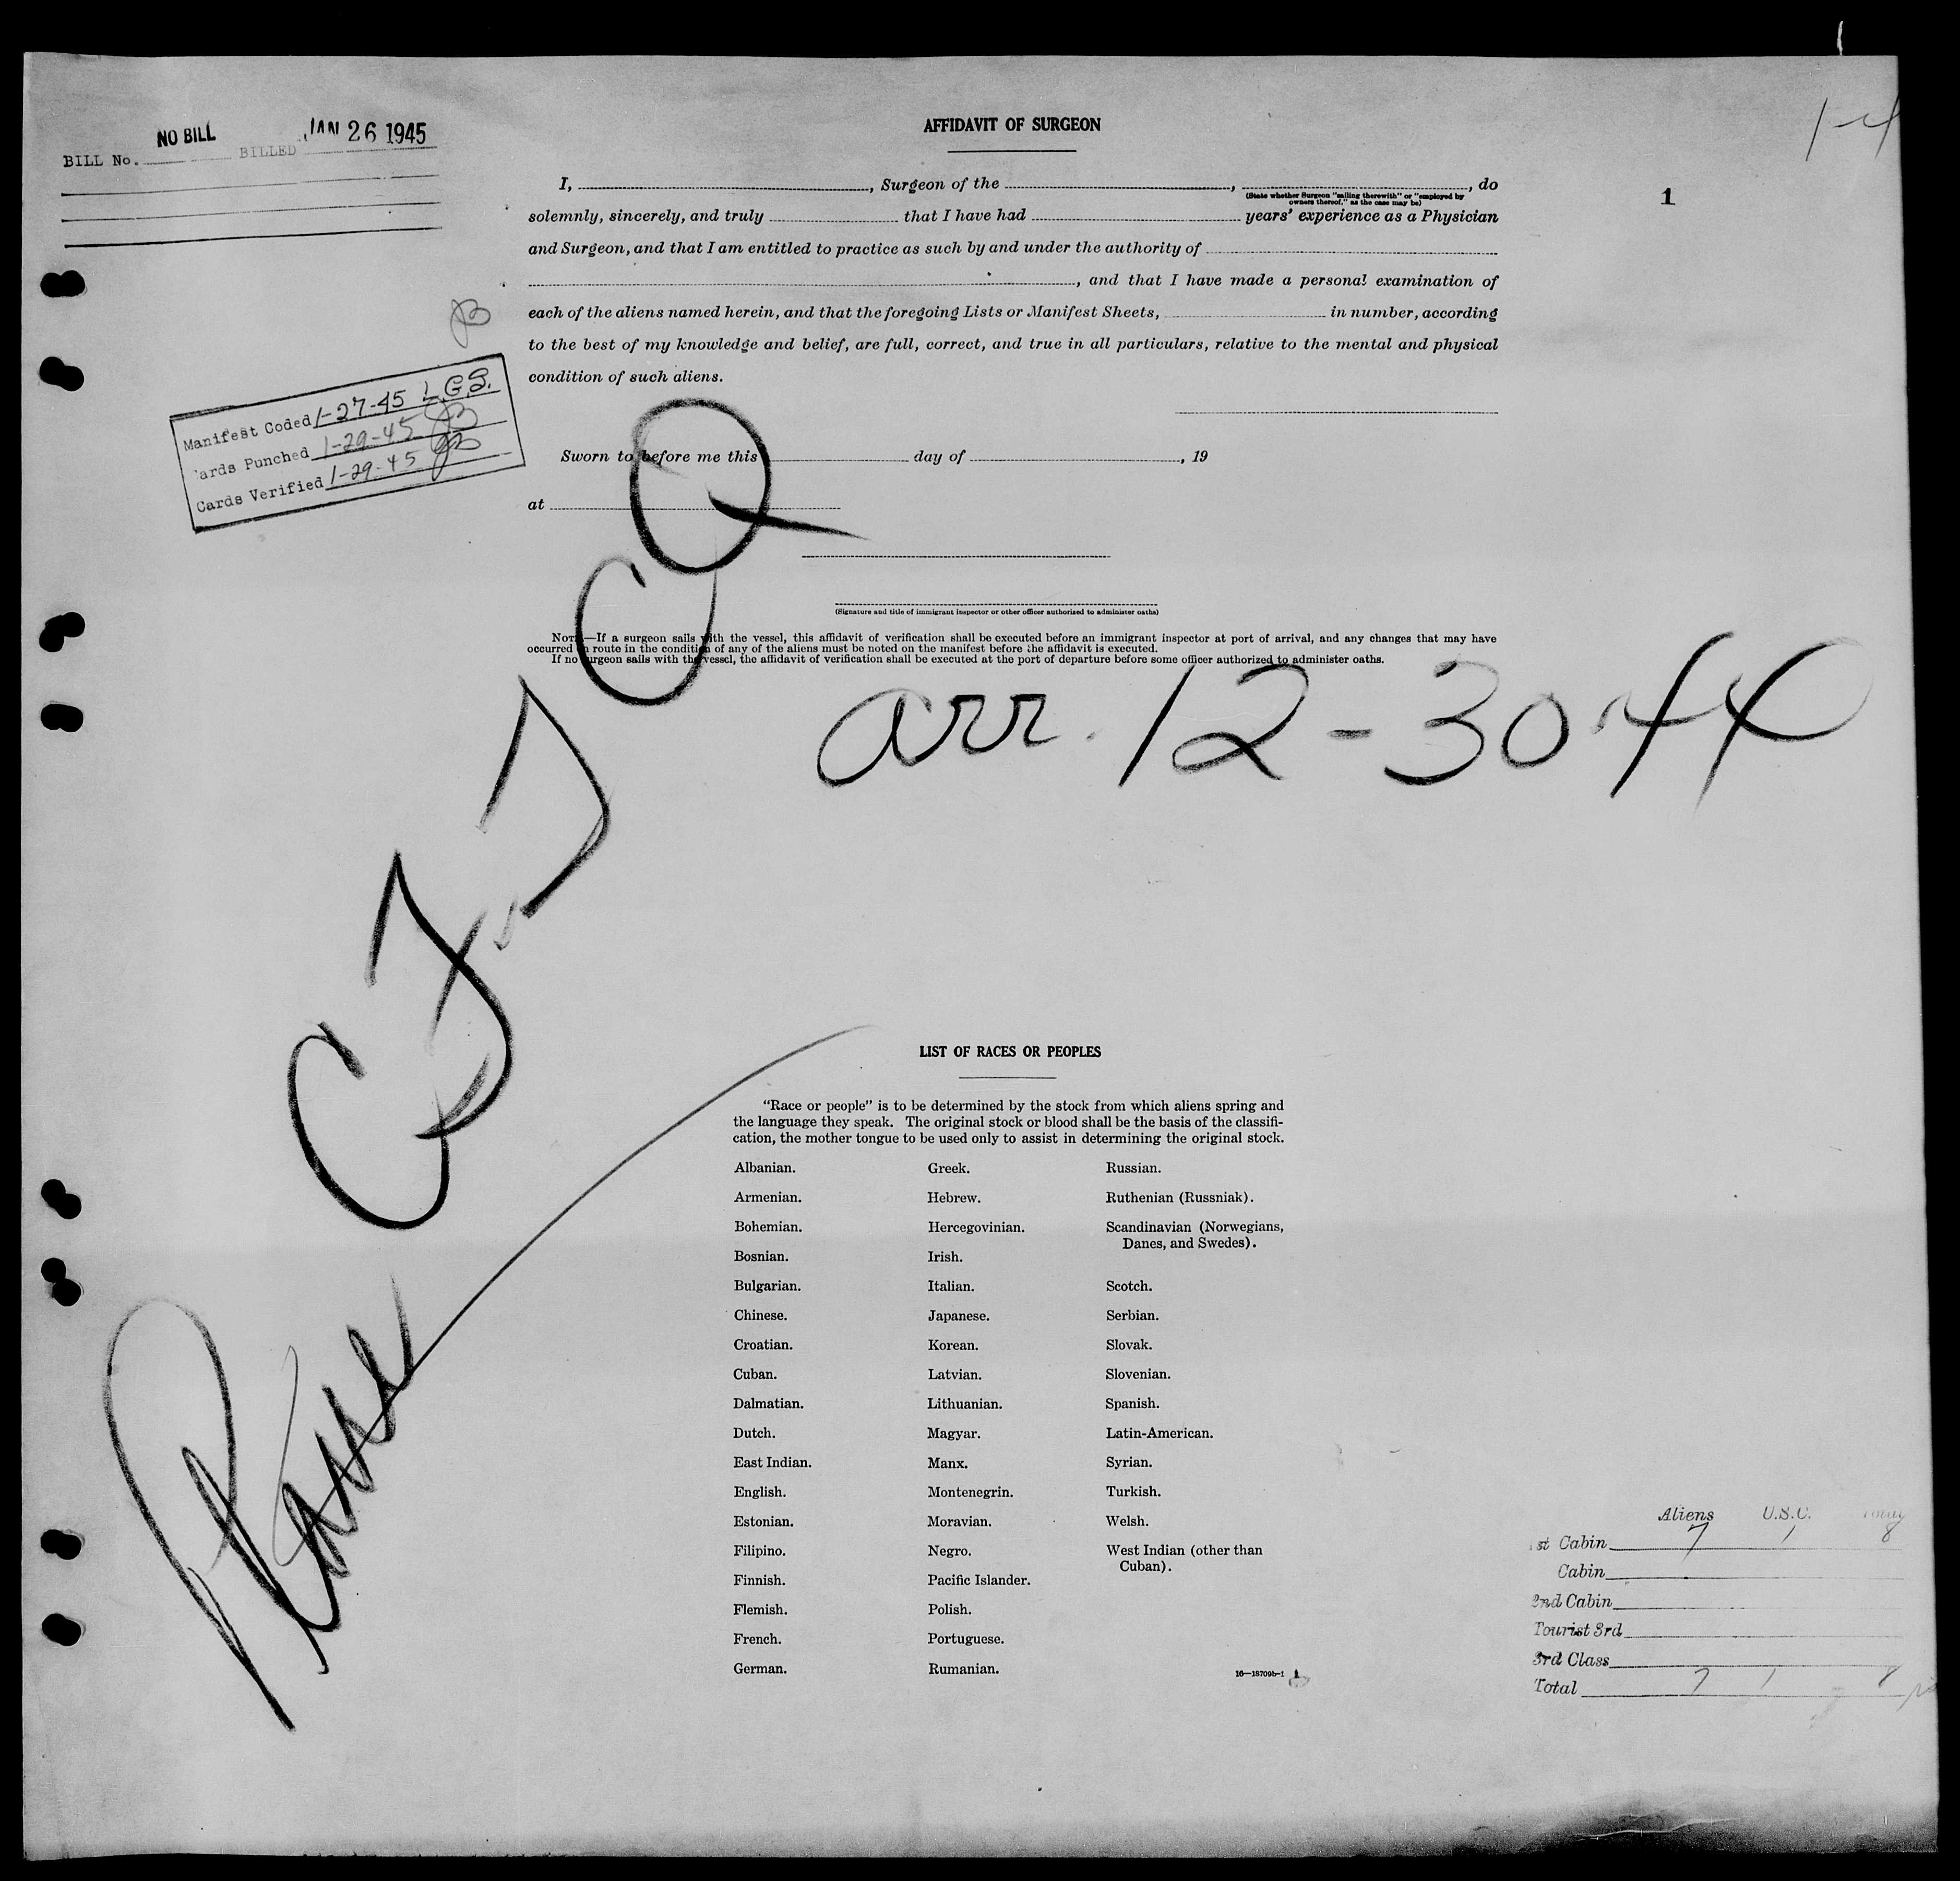 1-4
NO BILL JAN 26 1945
BILL No. BILLED
AFFIDAVIT OF SURGEON
1
I, , Surgeon of the , , do
(State whether Surgeon "sailing therewith" or "employed by
owners thereof," as the case may be)
solemnly, sincerely, and truly that I have had years' experience as a Physician
and Surgeon, and that I am entitled to practice as such by and under the authority of
, and that I have made a personal examination of
each of the aliens named herein, and that the foregoing Lists or Manifest Sheets, in number, according
to the best of my knowledge and belief, are full, correct, and true in all particulars, relative to the mental and physical
condition of such aliens.
Manifest Coded 1-27-45 L.G.S.
Cards Punched 1-29-45
Cards Verified 1-29-45
Sworn to before me this day of , 19
at
(Signature and title of immigrant inspector or other officer authorized to administer oaths)
NOTE—If a surgeon sails with the vessel, this affidavit of verification shall be executed before an immigrant inspector at port of arrival, and any changes that may have
occurred en route in the condition of any of the aliens must be noted on the manifest before the affidavit is executed.
If no surgeon sails with the vessel, the affidavit of verification shall be executed at the port of departure before some officer authorized to administer oaths.
arr. 12-30-44
Plane
LIST OF RACES OR PEOPLES
"Race or people" is to be determined by the stock from which aliens spring and
the language they speak. The original stock or blood shall be the basis of the classifi-
cation, the mother tongue to be used only to assist in determining the original stock.
Albanian.
Armenian.
Bohemian.
Bosnian.
Bulgarian.
Chinese.
Croatian.
Cuban.
Dalmatian.
Dutch.
East Indian.
English.
Estonian.
Filipino.
Finnish.
Flemish.
French.
German.
Greek.
Hebrew.
Hercegovinian.
Irish.
Italian.
Japanese.
Korean.
Latvian.
Lithuanian.
Magyar.
Manx.
Montenegrin.
Moravian.
Negro.
Pacific Islander.
Polish.
Portuguese.
Rumanian.
Russian.
Ruthenian (Russniak).
Scandinavian (Norwegians,
Danes, and Swedes).
Scotch.
Serbian.
Slovak.
Slovenian.
Spanish.
Latin-American.
Syrian.
Turkish.
Welsh.
West Indian (other than
Cuban).
16—18709b-1
Aliens U.S.C. Total
1st Cabin 7 1 8
Cabin
2nd Cabin
Tourist 3rd
3rd Class
Total 7 1 8